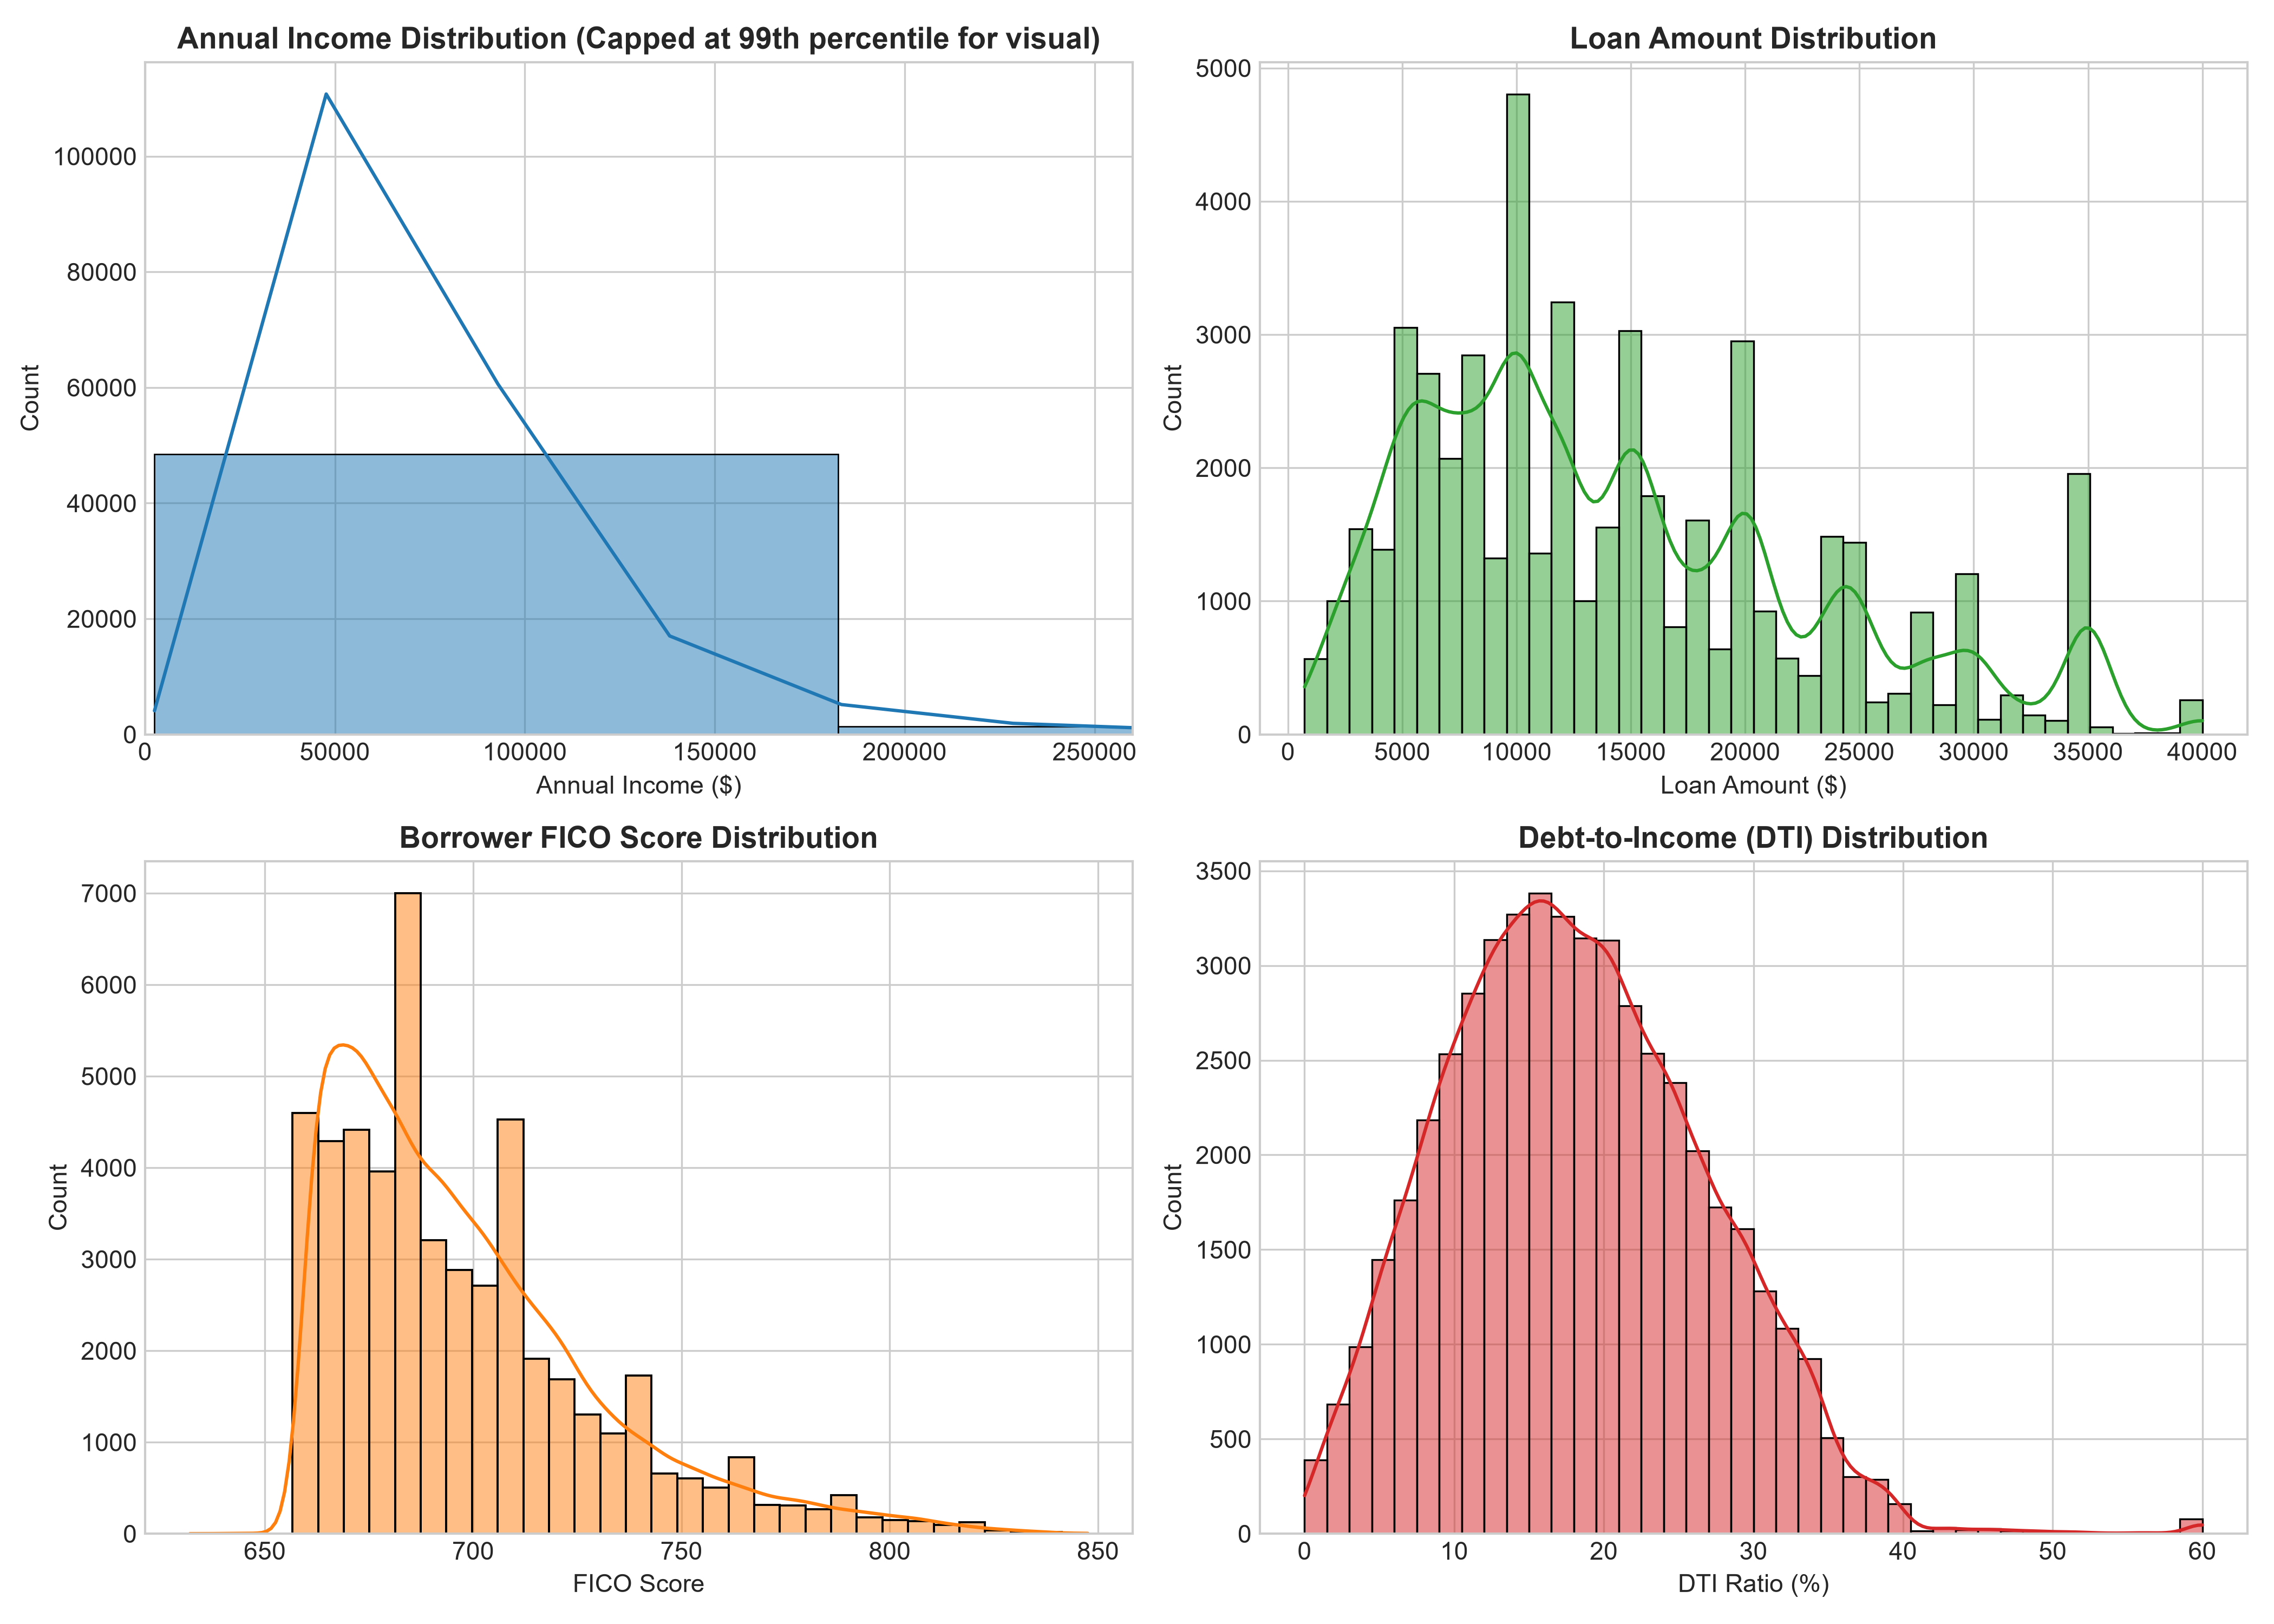 Annual Income Distribution (Capped at 99th percentile for visual)
Count
100000
80000
60000
40000
20000
0
0 50000 100000 150000 200000 250000
Annual Income ($)
Loan Amount Distribution
Count
5000
4000
3000
2000
1000
0
0 5000 10000 15000 20000 25000 30000 35000 40000
Loan Amount ($)
Borrower FICO Score Distribution
Count
7000
6000
5000
4000
3000
2000
1000
0
650 700 750 800 850
FICO Score
Debt-to-Income (DTI) Distribution
Count
3500
3000
2500
2000
1500
1000
500
0
0 10 20 30 40 50 60
DTI Ratio (%)